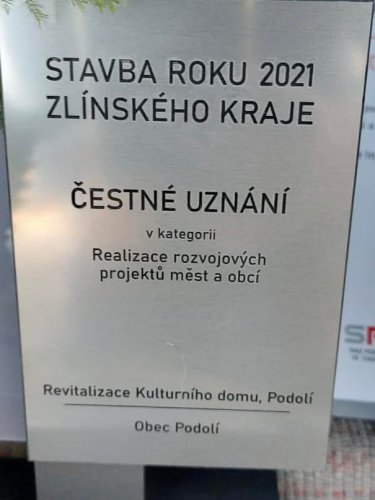 STAVBA ROKU 2021
ZLÍNSKÉHO KRAJE
ČESTNÉ UZNÁNÍ
v kategorii
Realizace rozvojových
projektů měst a obcí
Revitalizace Kulturního domu, Podolí
Obec Podolí